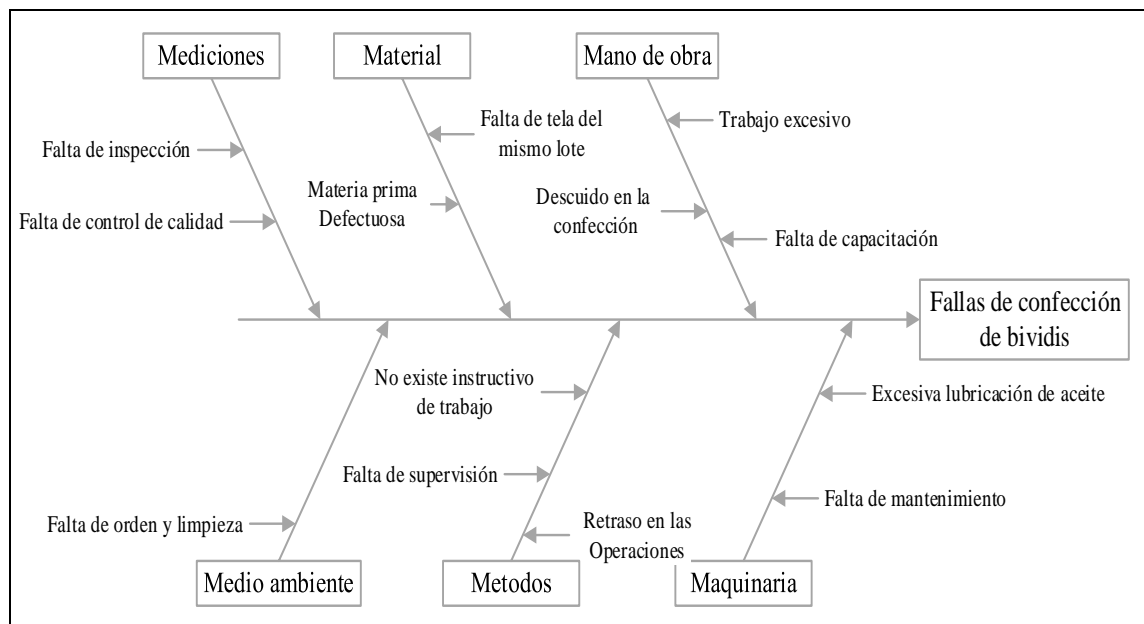 Mediciones
Material
Mano de obra
Falta de inspección
Falta de control de calidad
Falta de tela del
mismo lote
Materia prima
Defectuosa
Trabajo excesivo
Descuido en la
confección
Falta de capacitación
Fallas de confección
de bividis
No existe instructivo
de trabajo
Falta de supervisión
Retraso en las
Operaciones
Excesiva lubricación de aceite
Falta de mantenimiento
Falta de orden y limpieza
Medio ambiente
Metodos
Maquinaria